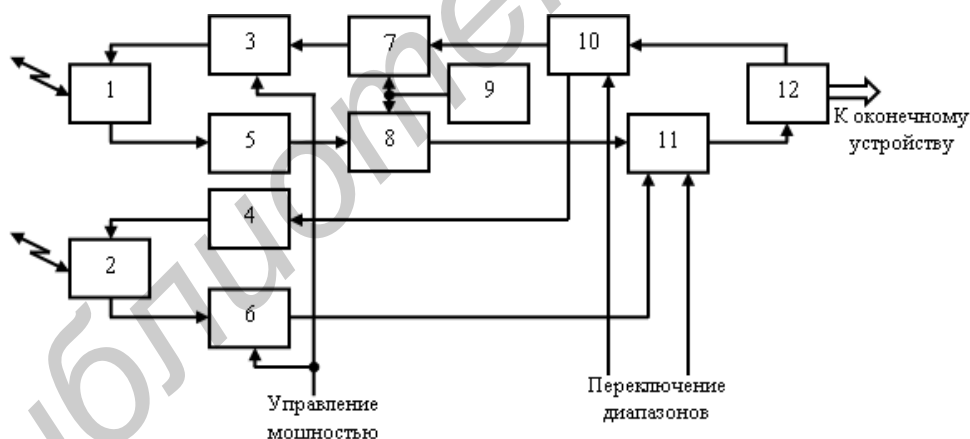 3
7
10
1
9
12
К оконечному
устройству
5
8
11
4
2
6
Управление
мощностью
Переключение
диапазонов